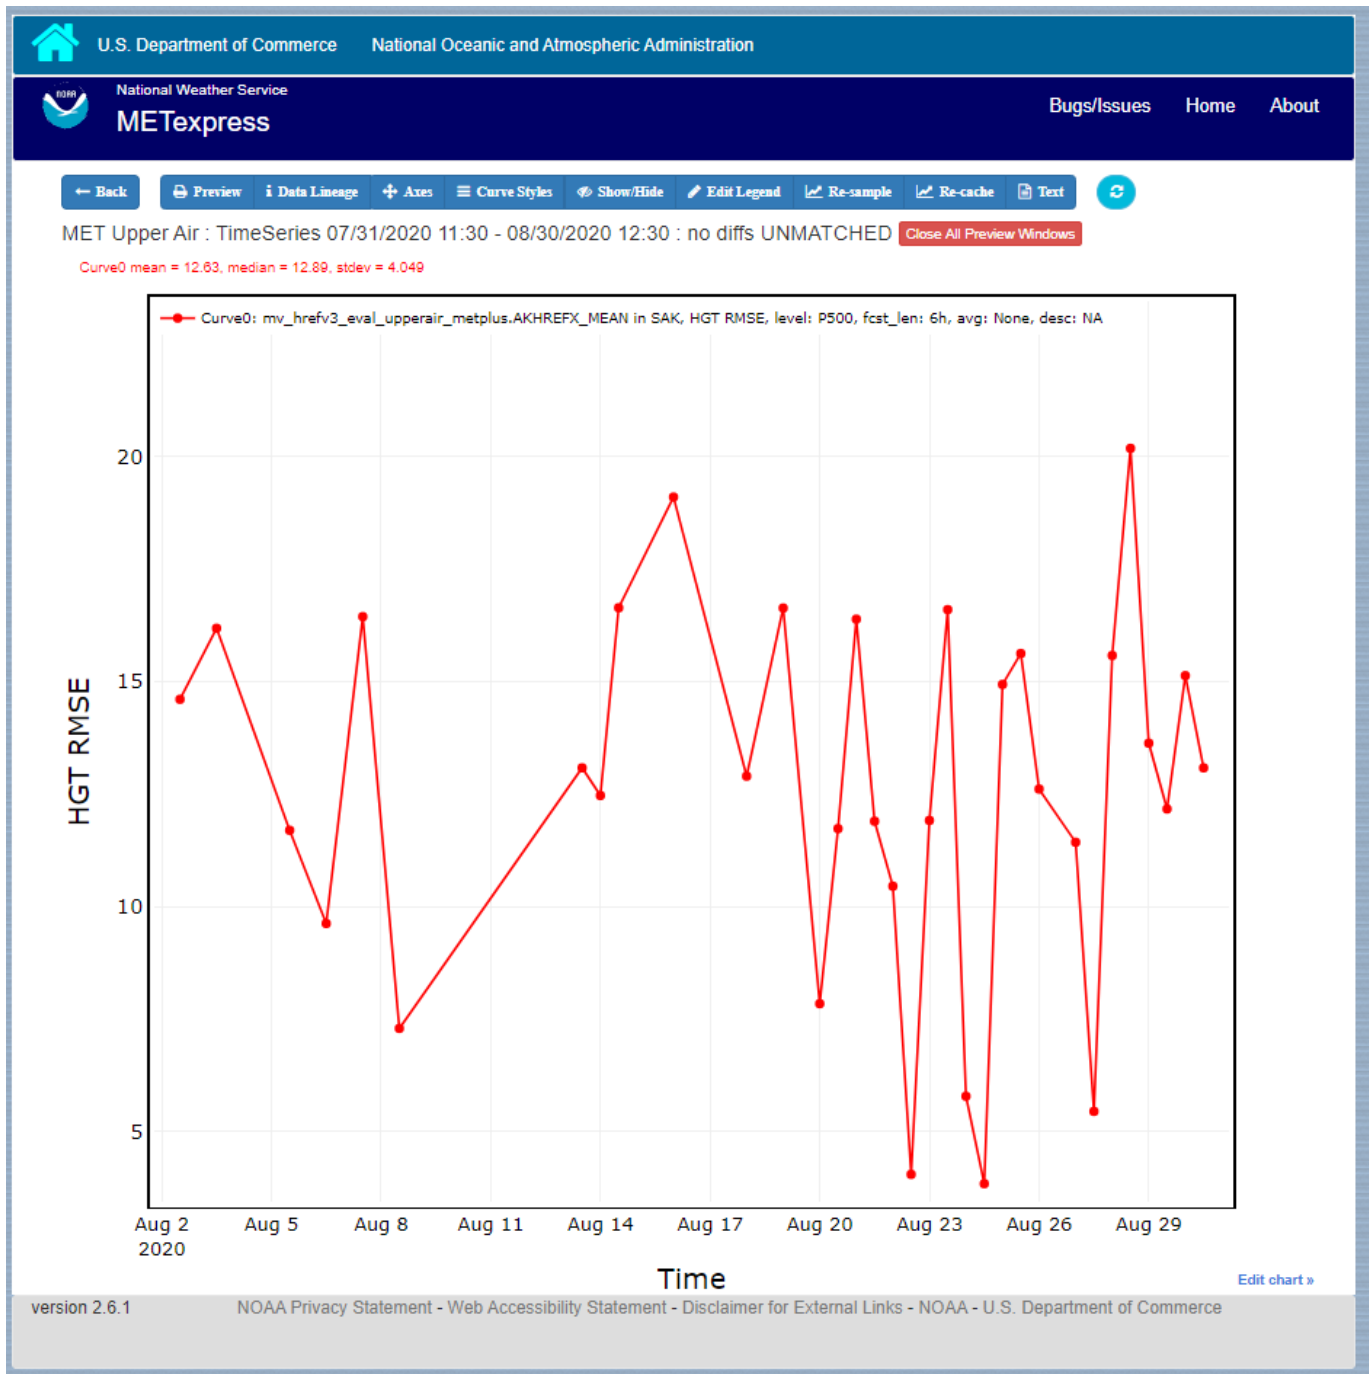 U.S. Department of Commerce National Oceanic and Atmospheric Administration
NOAA
National Weather Service
METexpress
Bugs/Issues Home About
Back Preview Data Lineage Axes Curve Styles Show/Hide Edit Legend Re-sample Re-cache Text
MET Upper Air : TimeSeries 07/31/2020 11:30 - 08/30/2020 12:30 : no diffs UNMATCHED Close All Preview Windows
Curve0 mean = 12.63, median = 12.89, stdev = 4.049
Curve0: mv_hrefv3_eval_upperair_metplus.AKHREFX_MEAN in SAK, HGT RMSE, level: P500, fcst_len: 6h, avg: None, desc: NA
20
15
10
5
HGT RMSE
Aug 2 Aug 5 Aug 8 Aug 11 Aug 14 Aug 17 Aug 20 Aug 23 Aug 26 Aug 29
2020
Time
Edit chart »
version 2.6.1 NOAA Privacy Statement - Web Accessibility Statement - Disclaimer for External Links - NOAA - U.S. Department of Commerce